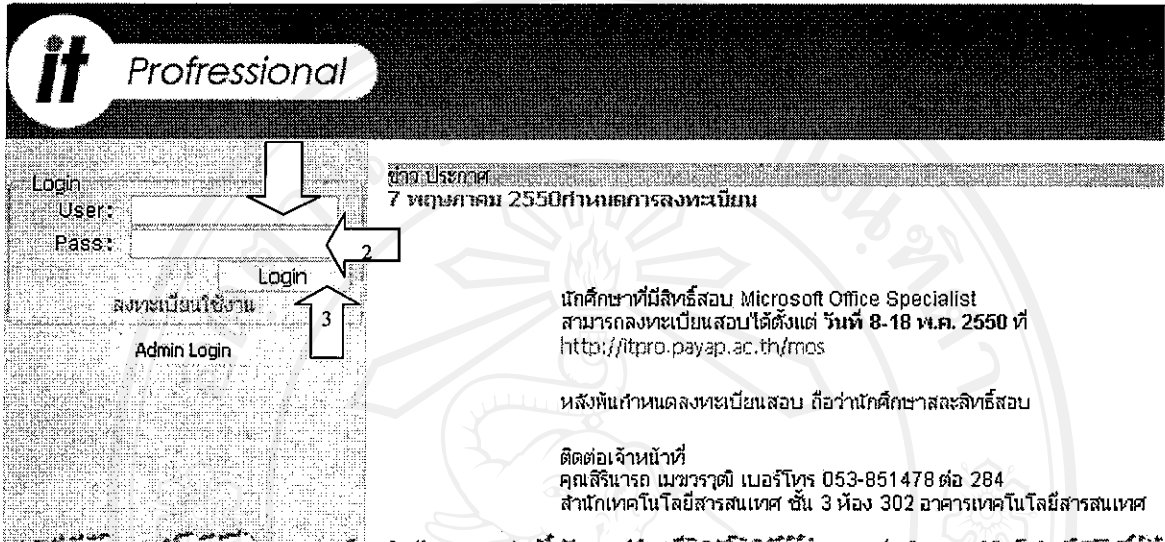 it Profressional
Login
User:
Pass:
2
Login
ลงทะเบียนใช้งาน
3
Admin Login
ข่าว ประกาศ
7 พฤษภาคม 2550กำหนดการลงทะเบียน
นักศึกษาที่มีสิทธิ์สอบ Microsoft Office Specialist
สามารถลงทะเบียนสอบได้ตั้งแต่ วันที่ 8-18 พ.ค. 2550 ที่
http://itpro.payap.ac.th/mos
หลังพ้นกำหนดลงทะเบียนสอบ ถือว่านักศึกษาสละสิทธิ์สอบ
ติดต่อเจ้าหน้าที่
คุณสิรินารถ เมฆวรวุฒิ เบอร์โทร 053-851478 ต่อ 284
สำนักเทคโนโลยีสารสนเทศ ชั้น 3 ห้อง 302 อาคารเทคโนโลยีสารสนเทศ